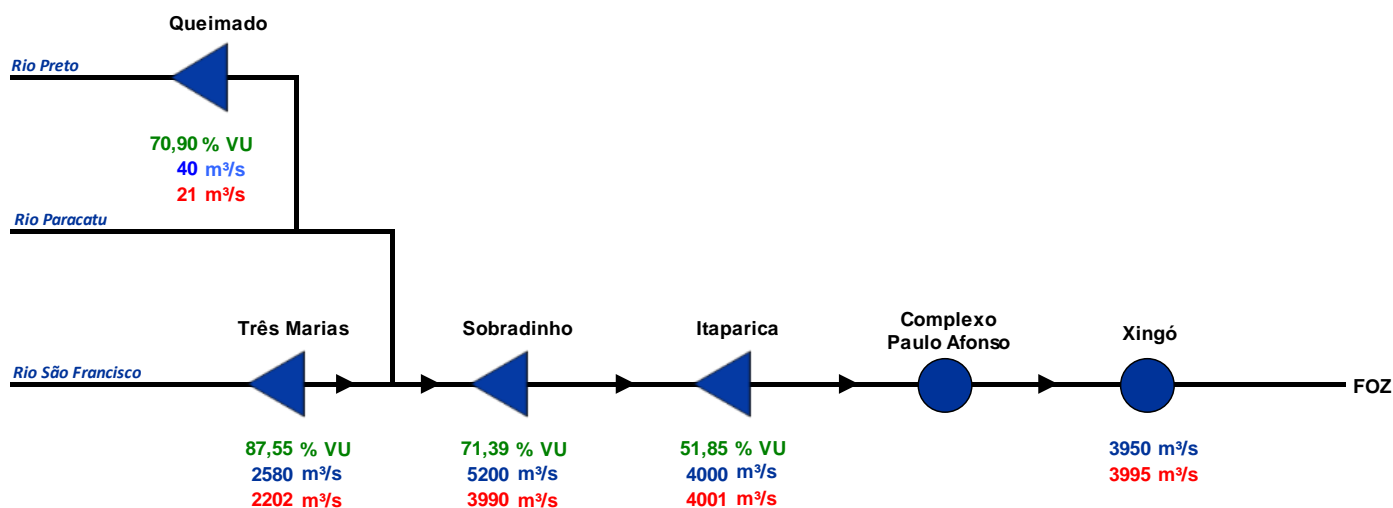 Queimado
Rio Preto
70,90 % VU
40 m³/s
21 m³/s
Rio Paracatu
Três Marias
Sobradinho
Itaparica
Complexo
Paulo Afonso
Xingó
Rio São Francisco
FOZ
87,55 % VU
2580 m³/s
2202 m³/s
71,39 % VU
5200 m³/s
3990 m³/s
51,85 % VU
4000 m³/s
4001 m³/s
3950 m³/s
3995 m³/s